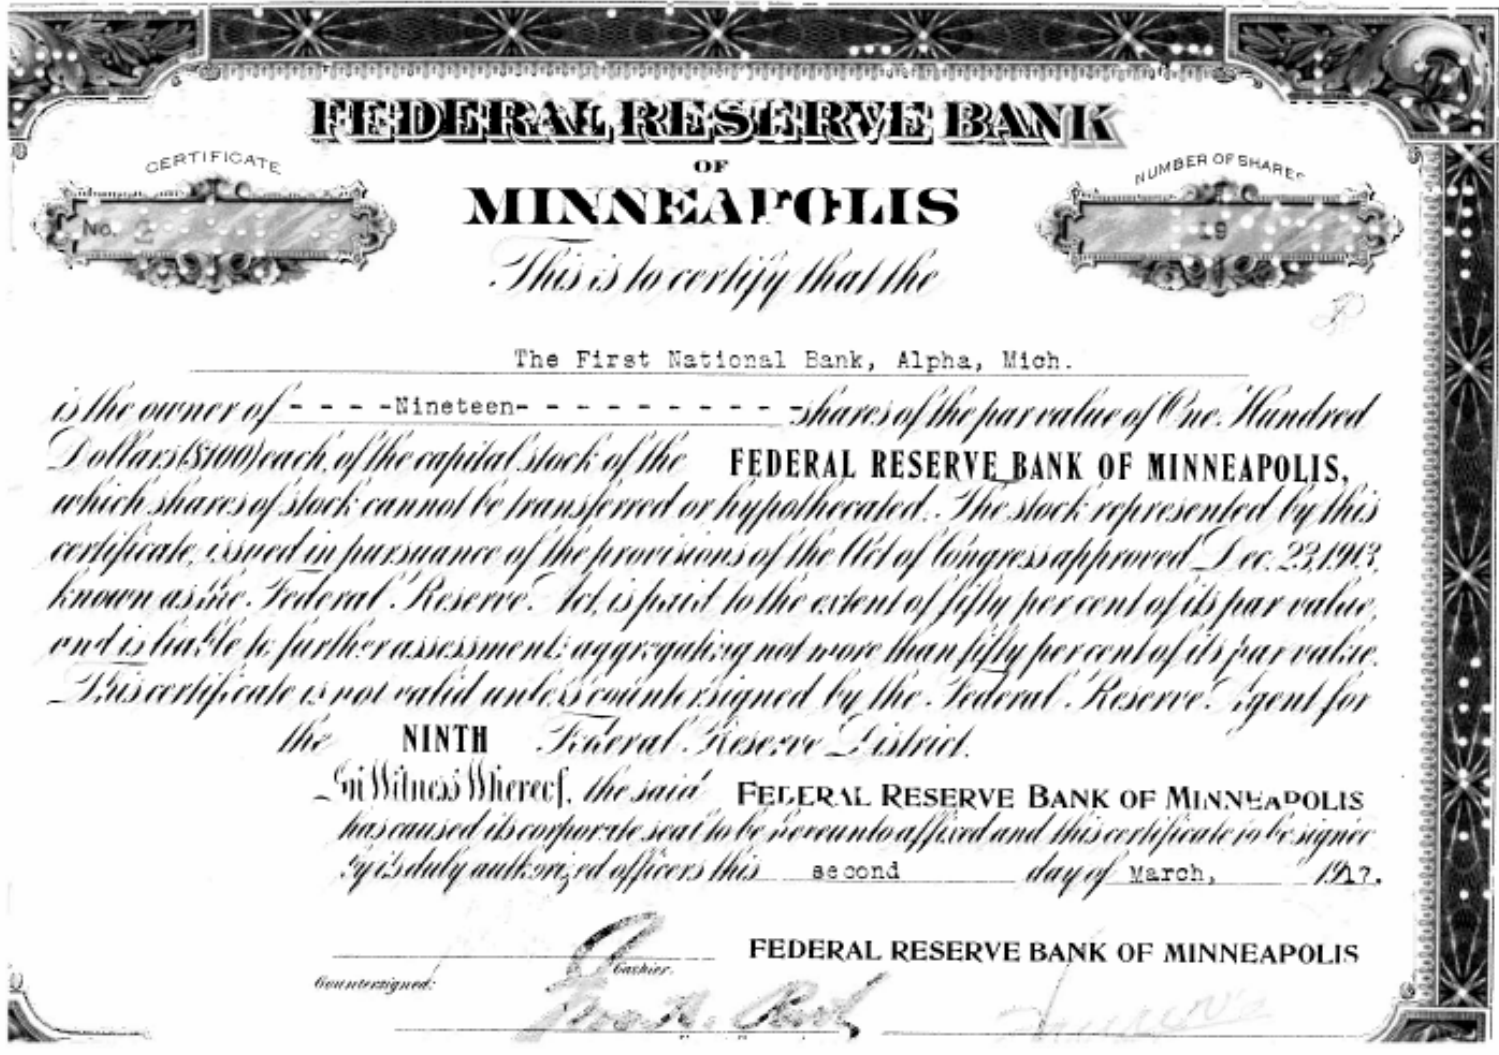 FEDERAL RESERVE BANK
OF
MINNEAPOLIS
CERTIFICATE
No.
NUMBER OF SHARES
19
This is to certify that the
The First National Bank, Alpha, Mich.
is the owner of - - - -Nineteen- - - - - - - - - - - -shares of the par value of One Hundred
Dollars ($100) each, of the capital stock of the FEDERAL RESERVE BANK OF MINNEAPOLIS,
which shares of stock cannot be transferred or hypothecated. The stock represented by this
certificate, issued in pursuance of the provisions of the Act of Congress approved Dec. 23, 1913,
known as the Federal Reserve Act, is paid to the extent of fifty per cent of its par value,
and is liable to further assessments aggregating not more than fifty per cent of its par value.
This certificate is not valid unless countersigned by the Federal Reserve Agent for
the NINTH Federal Reserve District.
In Witness Whereof, the said FEDERAL RESERVE BANK OF MINNEAPOLIS
has caused its corporate seal to be hereunto affixed and this certificate to be signed
by its duly authorized officers this second day of March, 1917.
FEDERAL RESERVE BANK OF MINNEAPOLIS
Cashier.
Countersigned: